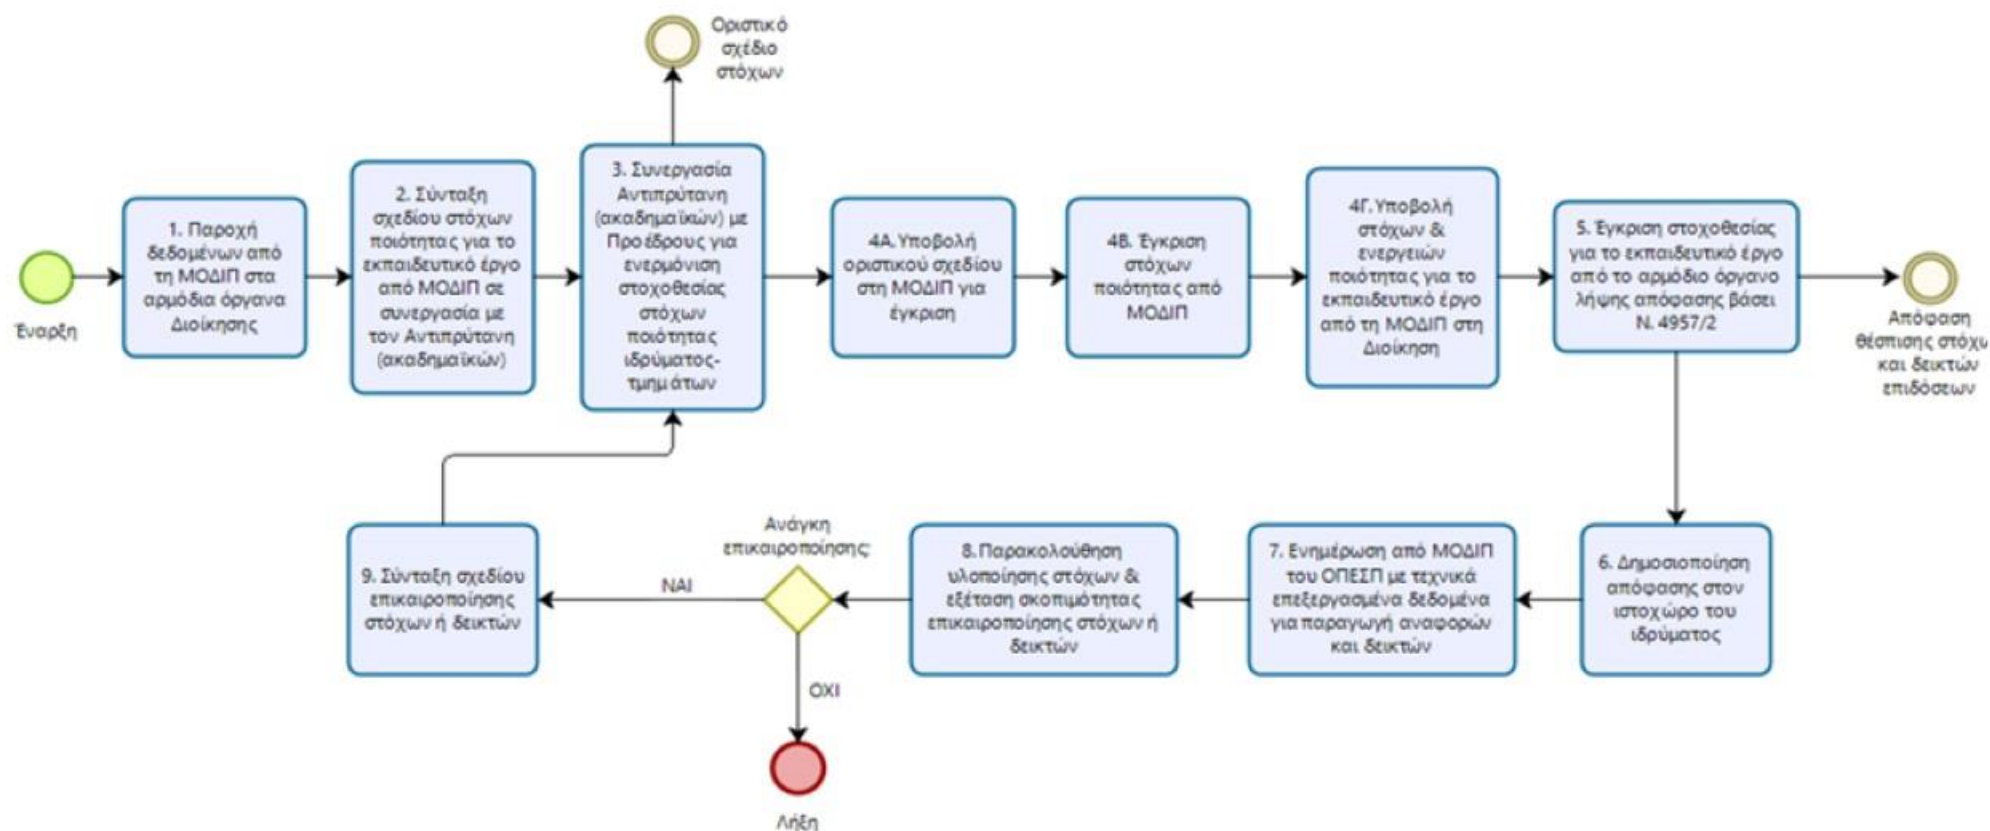 Οριστικό
σχέδιο
στόχων
Έναρξη
1. Παροχή
δεδομένων από
τη ΜΟΔΙΠ στα
αρμόδια όργανα
Διοίκησης
2. Σύνταξη
σχεδίου στόχων
ποιότητας για το
εκπαιδευτικό έργο
από ΜΟΔΙΠ σε
συνεργασία με
τον Αντιπρύτανη
(ακαδημαϊκών)
3. Συνεργασία
Αντιπρύτανη
(ακαδημαϊκών) με
Προέδρους για
ενερμόνιση
στοχοθεσίας
στόχων
ποιότητας
ιδρύματος-
τμημάτων
4Α. Υποβολή
οριστικού σχεδίου
στη ΜΟΔΙΠ για
έγκριση
4Β. Έγκριση
στόχων
ποιότητας από
ΜΟΔΙΠ
4Γ. Υποβολή
στόχων &
ενεργειών
ποιότητας για το
εκπαιδευτικό έργο
από τη ΜΟΔΙΠ στη
Διοίκηση
5. Έγκριση στοχοθεσίας
για το εκπαιδευτικό έργο
από το αρμόδιο όργανο
λήψης απόφασης βάσει
Ν. 4957/2
Απόφαση
θέσπισης στόχω
και δεικτών
επιδόσεων
9. Σύνταξη σχεδίου
επικαιροποίησης
στόχων ή δεικτών
ΝΑΙ
Ανάγκη
επικαιροποίησης;
8. Παρακολούθηση
υλοποίησης στόχων &
εξέταση σκοπιμότητας
επικαιροποίησης στόχων ή
δεικτών
7. Ενημέρωση από ΜΟΔΙΠ
του ΟΠΕΣΠ με τεχνικά
επεξεργασμένα δεδομένα
για παραγωγή αναφορών
και δεικτών
6. Δημοσιοποίηση
απόφασης στον
ιστοχώρο του
ιδρύματος
ΟΧΙ
Λήξη